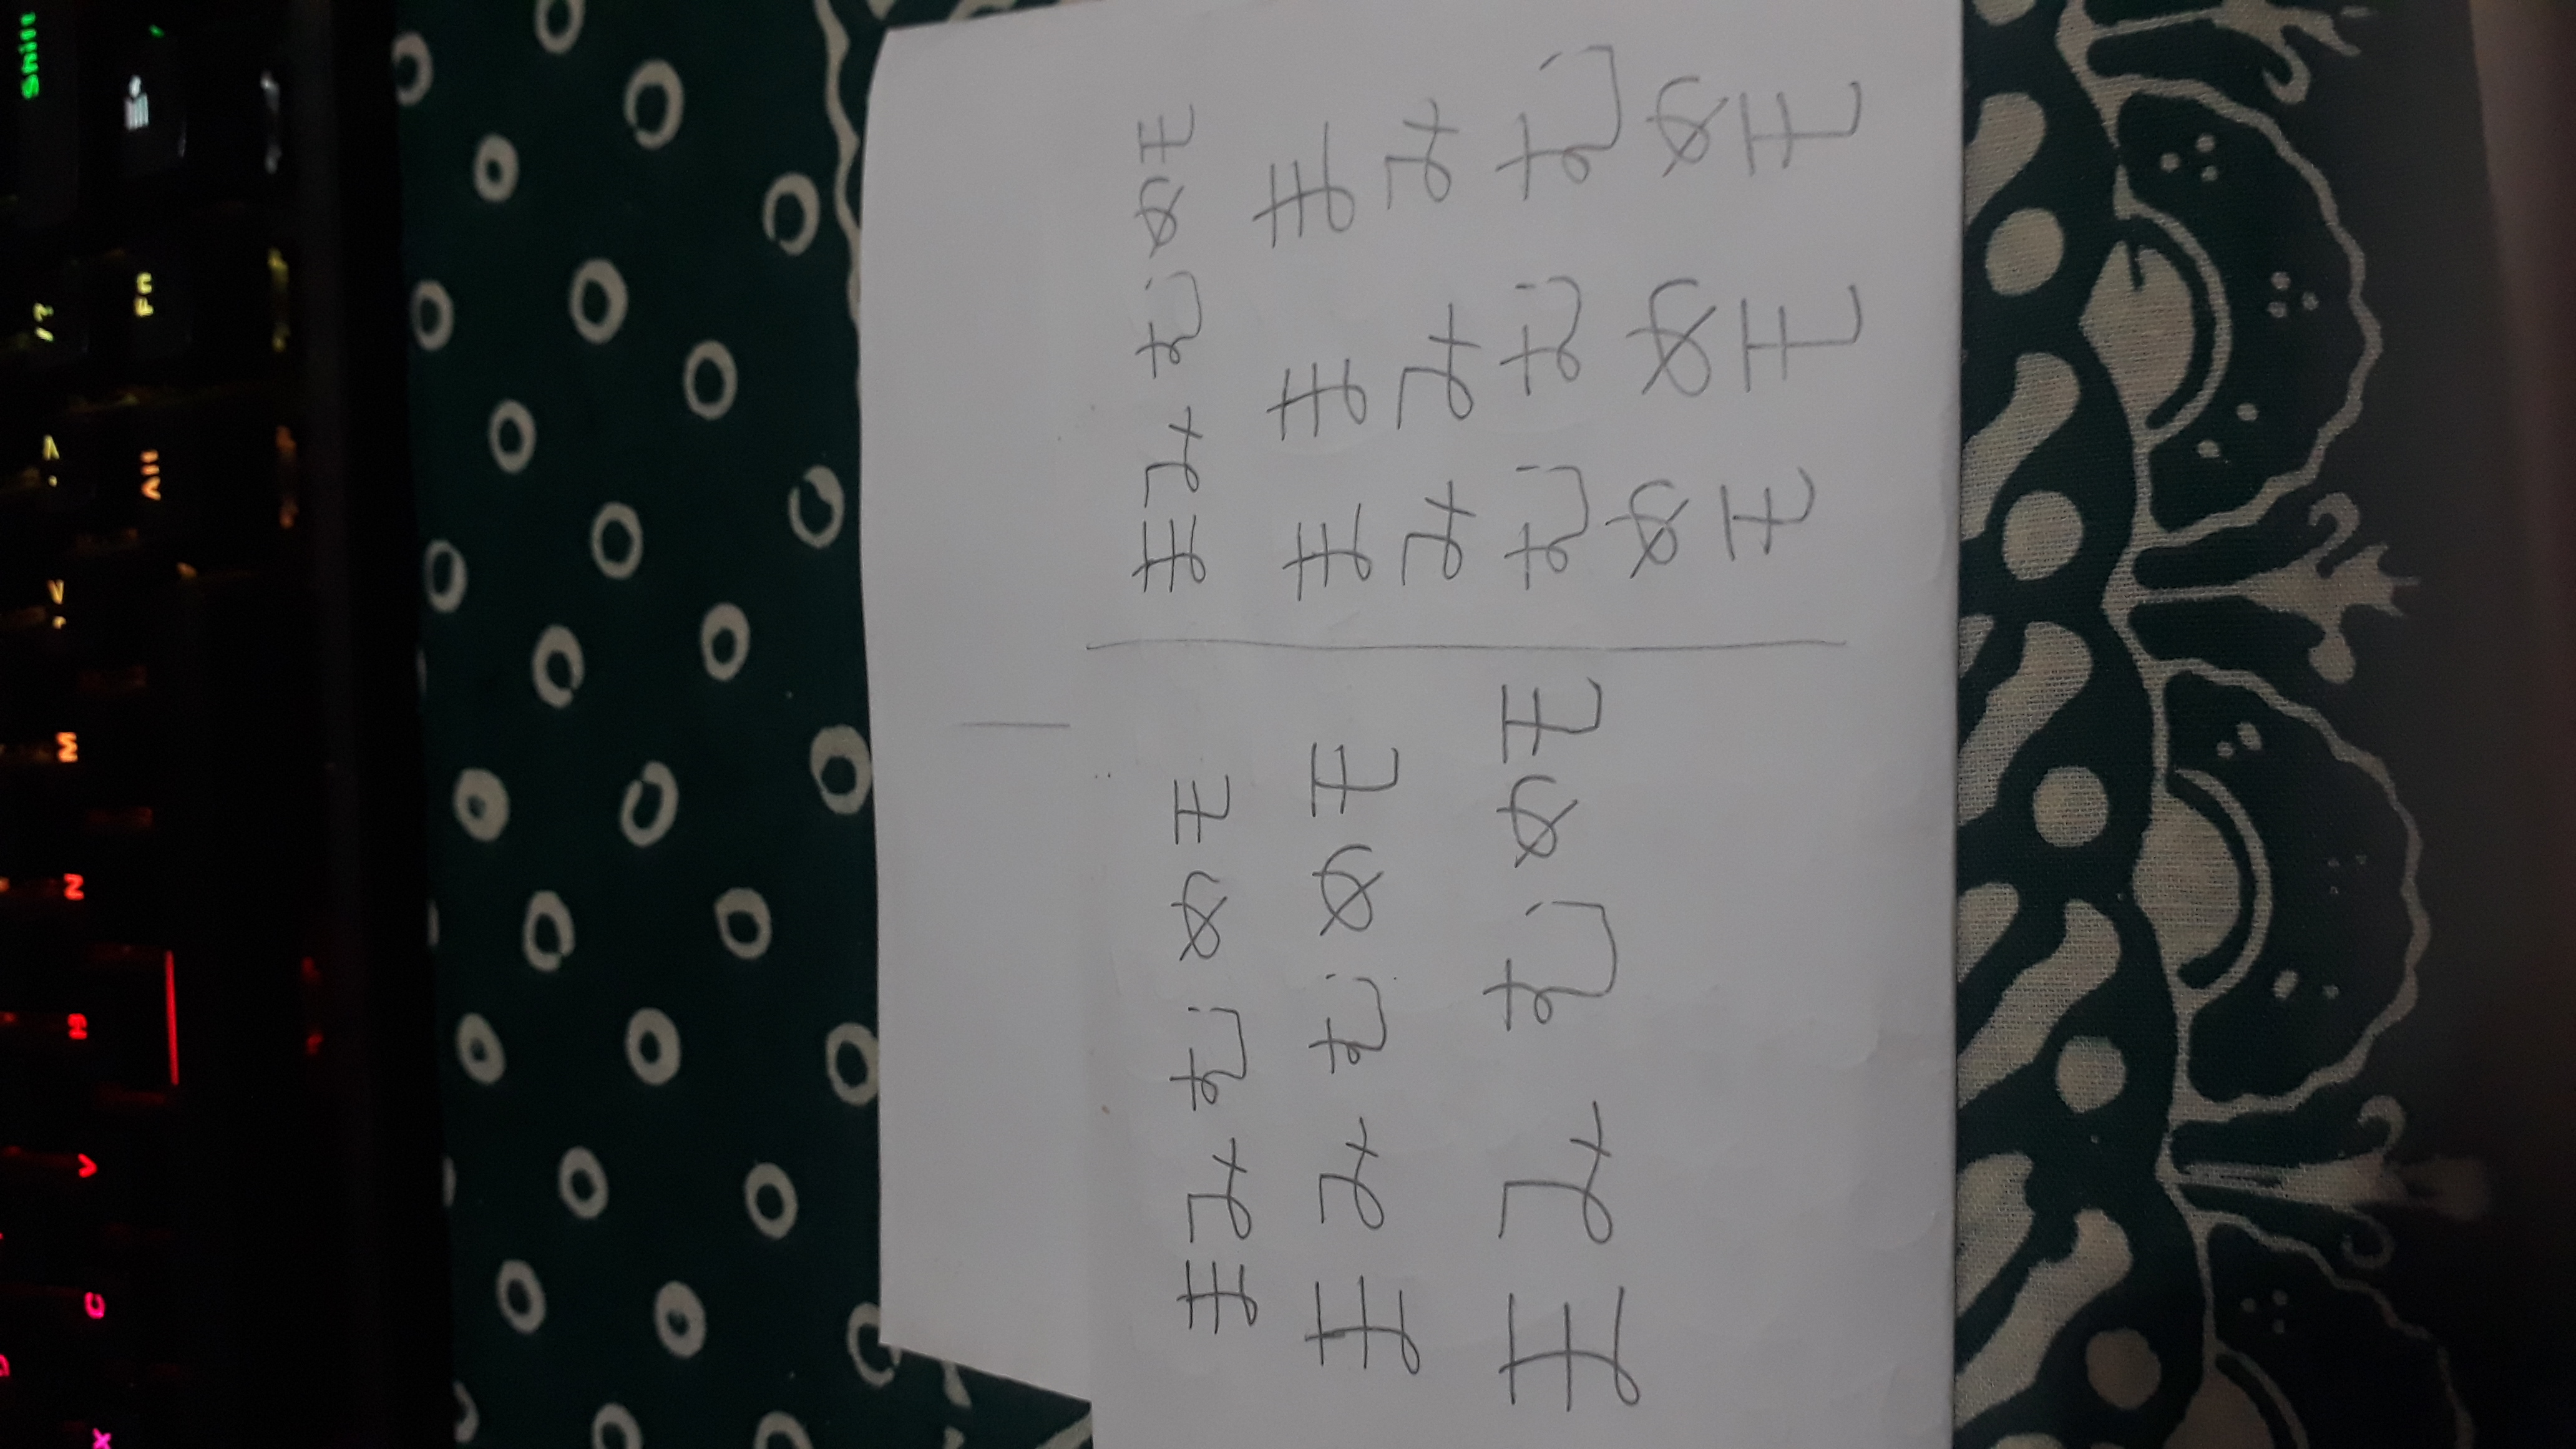 X C V B N M , < . > / ? Shift
Alt Fn
まみむめモ
まみむめモ
まみむめモ
まみむめモ
ままま
みみみ
むむむ
めめめ
モモモ